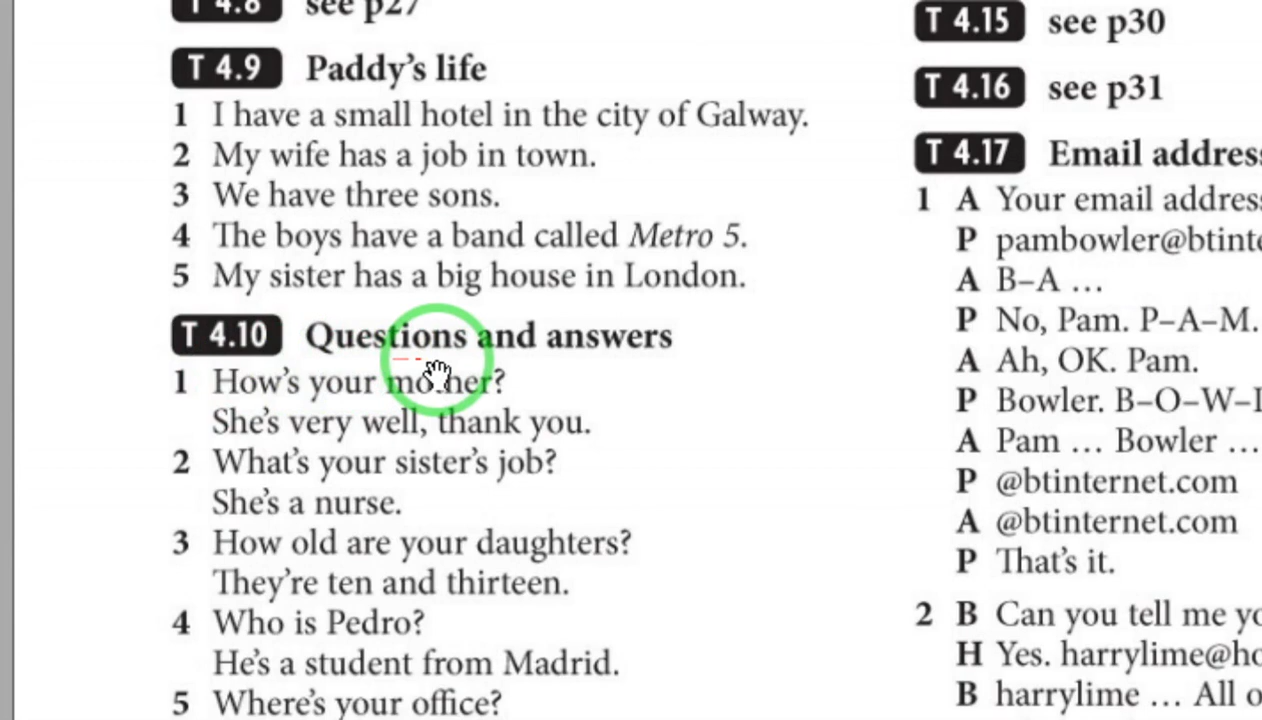 T 4.8 see p27
T 4.9 Paddy's life
1 I have a small hotel in the city of Galway.
2 My wife has a job in town.
3 We have three sons.
4 The boys have a band called Metro 5.
5 My sister has a big house in London.
T 4.10 Questions and answers
1 How's your mother?
She's very well, thank you.
2 What's your sister's job?
She's a nurse.
3 How old are your daughters?
They're ten and thirteen.
4 Who is Pedro?
He's a student from Madrid.
5 Where's your office?
T 4.15 see p30
T 4.16 see p31
T 4.17 Email
1 A Your email
P
A B–A …
P No, Pam. P–A–M.
A Ah, OK. Pam.
P Bowler. B–O–W–
A Pam … Bowler …
P @btinternet.com
A @btinternet.com
P That's it.
2 B Can you tell me
H Yes.
B harrylime … All